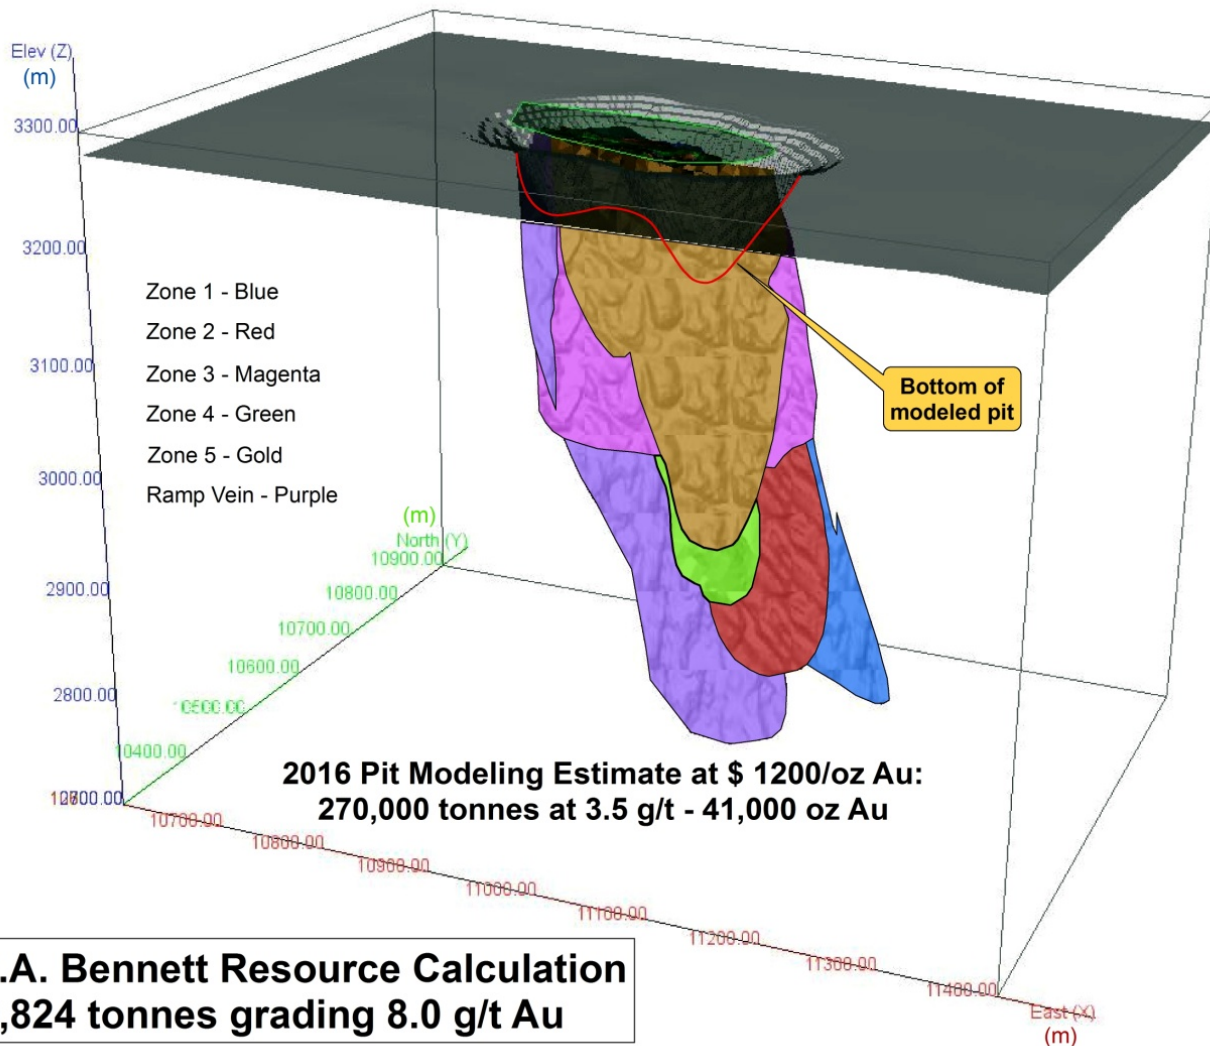 Elev (Z)
(m)
3300.00
3200.00
3100.00
3000.00
2900.00
2800.00
Zone 1 - Blue
Zone 2 - Red
Zone 3 - Magenta
Zone 4 - Green
Zone 5 - Gold
Ramp Vein - Purple
Bottom of
modeled pit
(m)
North (Y)
10900.00
10800.00
10700.00
10600.00
10500.00
10400.00
2016 Pit Modeling Estimate at $ 1200/oz Au:
270,000 tonnes at 3.5 g/t - 41,000 oz Au
10700.00
10800.00
10900.00
11000.00
11100.00
11200.00
11300.00
11400.00
East (X)
(m)
.A. Bennett Resource Calculation
,824 tonnes grading 8.0 g/t Au